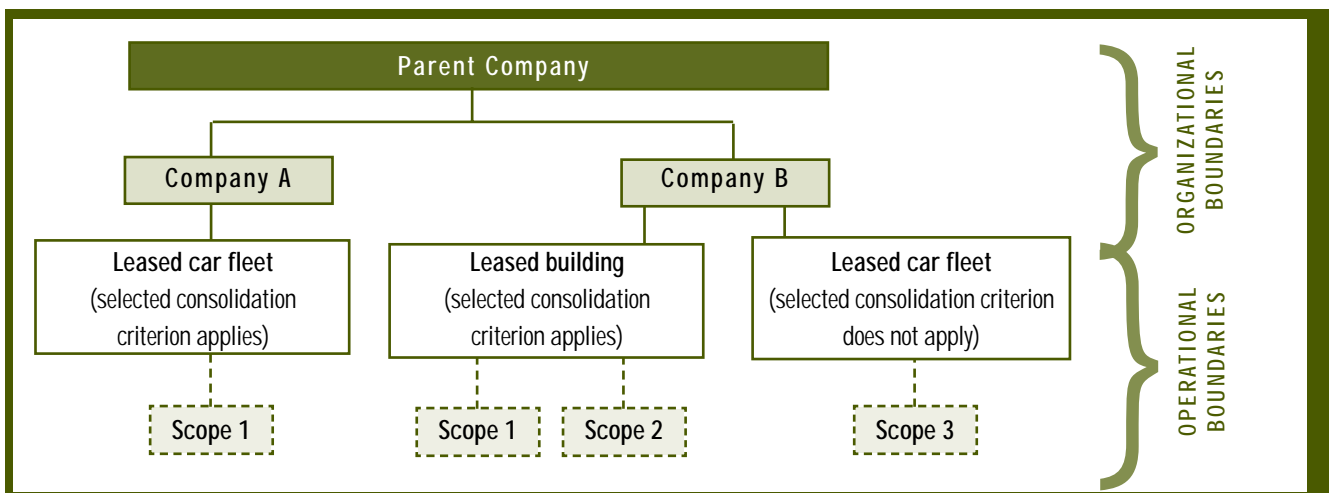 Parent Company
Company A
Company B
Leased car fleet
(selected consolidation
criterion applies)
Leased building
(selected consolidation
criterion applies)
Leased car fleet
(selected consolidation criterion
does not apply)
Scope 1
Scope 1
Scope 2
Scope 3
ORGANIZATIONAL
BOUNDARIES
OPERATIONAL
BOUNDARIES